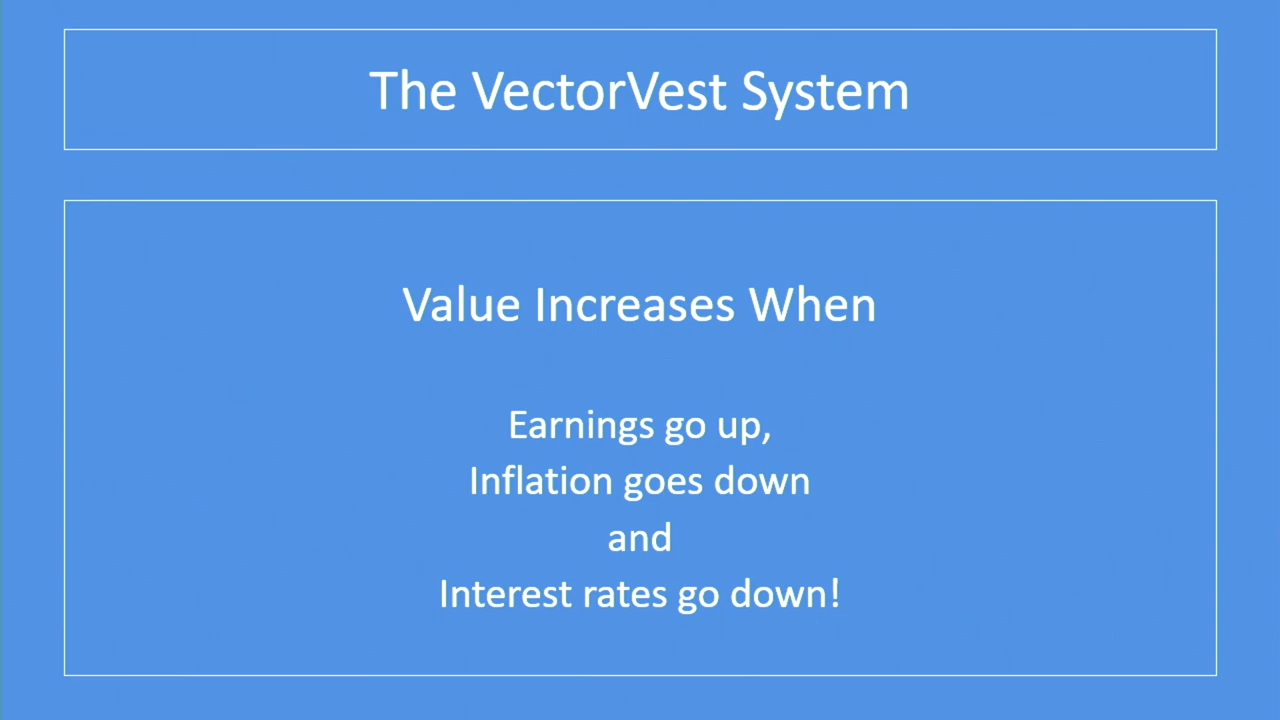 The VectorVest System
Value Increases When
Earnings go up,
Inflation goes down
and
Interest rates go down!